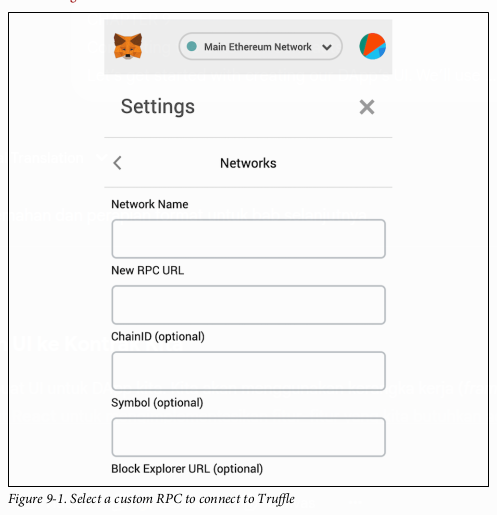 Main Ethereum Network
Settings
Networks
Network Name
New RPC URL
ChainID (optional)
Symbol (optional)
Block Explorer URL (optional)
Figure 9-1. Select a custom RPC to connect to Truffle